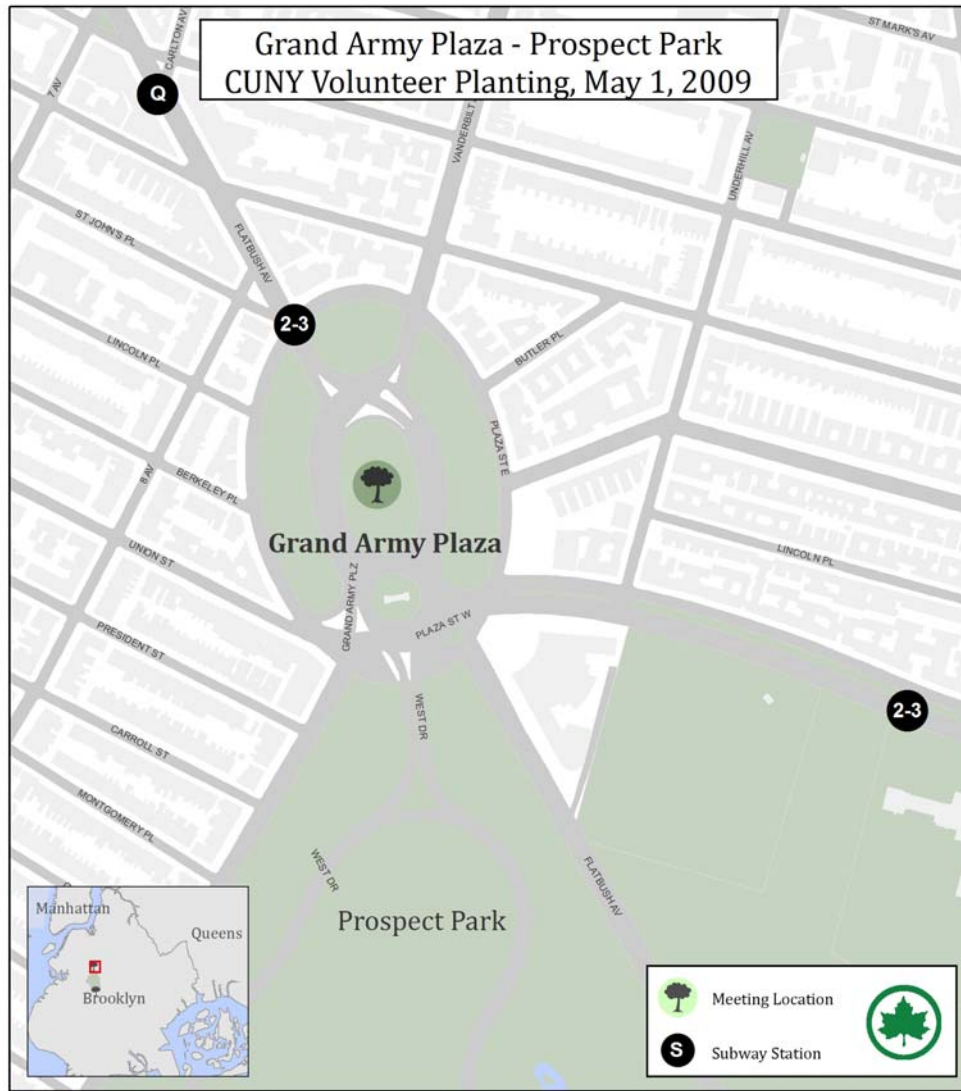 Grand Army Plaza - Prospect Park
CUNY Volunteer Planting, May 1, 2009
ST MARK'S AV
CARLTON AV
7 AV
Q
VANDERBILT
UNDERHILL AV
ST JOHN'S PL
FLATBUSH AV
2-3
LINCOLN PL
BUTLER PL
PLAZA ST E
8 AV
BERKELEY PL
Grand Army Plaza
UNION ST
LINCOLN PL
GRAND ARMY PLZ
PLAZA ST W
PRESIDENT ST
WEST DR
2-3
CARROLL ST
MONTGOMERY PL
WEST DR
FLATBUSH AV
Prospect Park
Manhattan
Queens
Brooklyn
Meeting Location
S
Subway Station